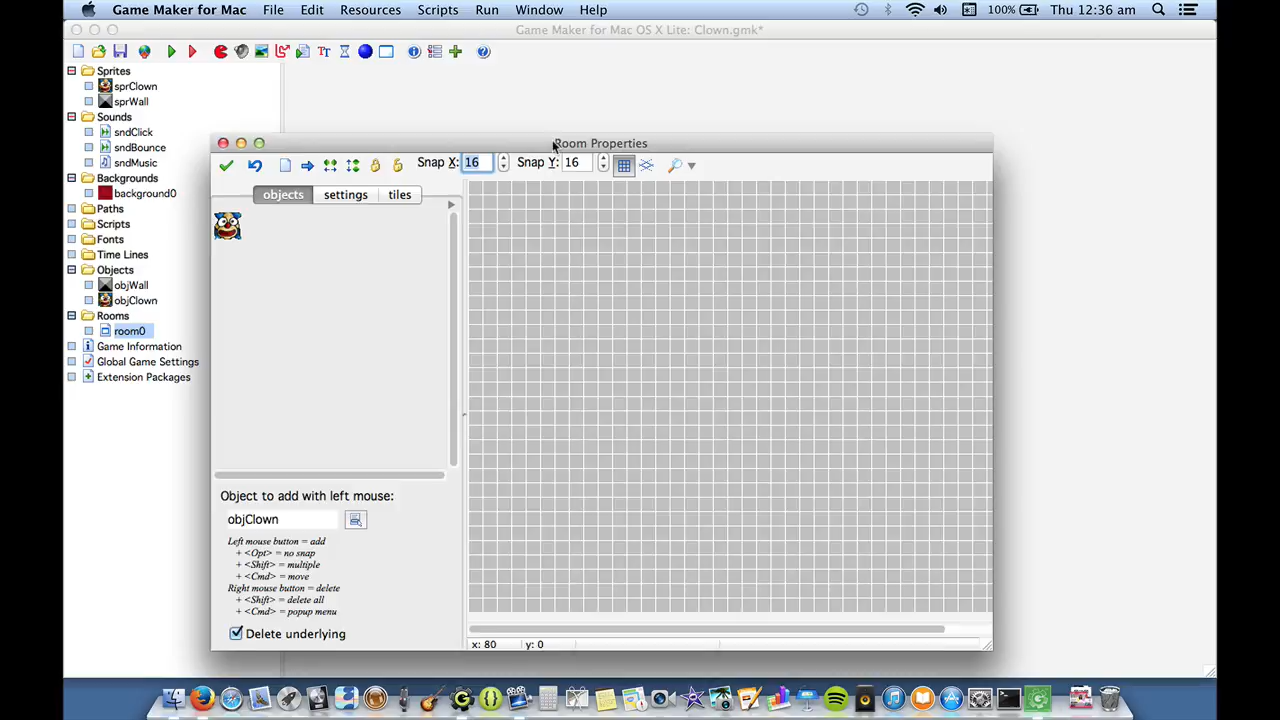 Game Maker for Mac File Edit Resources Scripts Run Window Help 100% Thu 12:36 am
Game Maker for Mac OS X Lite: Clown.gmk*
Sprites
sprClown
sprWall
Sounds
sndClick
sndBounce
sndMusic
Backgrounds
background0
Paths
Scripts
Fonts
Time Lines
Objects
objWall
objClown
Rooms
room0
Game Information
Global Game Settings
Extension Packages
Room Properties
Snap X: 16 Snap Y: 16
objects settings tiles
Object to add with left mouse:
objClown
Left mouse button = add
+ <Opt> = no snap
+ <Shift> = multiple
+ <Cmd> = move
Right mouse button = delete
+ <Shift> = delete all
+ <Cmd> = popup menu
Delete underlying
x: 80 y: 0